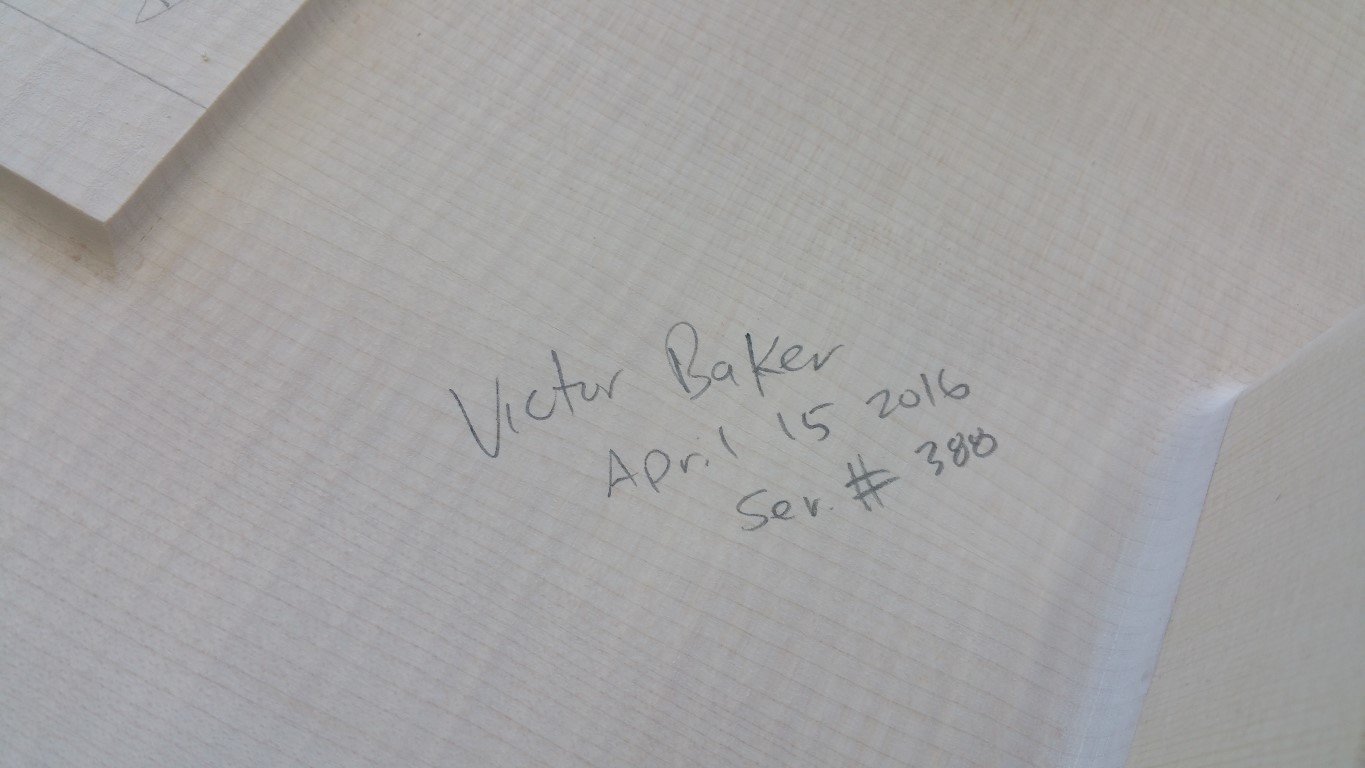 Victor Baker
April 15 2016
Ser. # 388